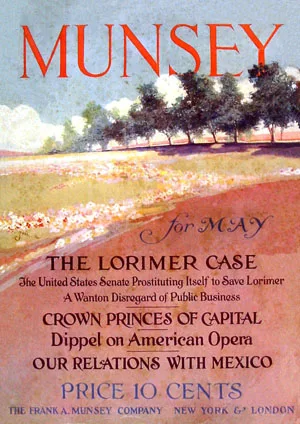 MUNSEY
for MAY
THE LORIMER CASE
The United States Senate Prostituting Itself to Save Lorimer
A Wanton Disregard of Public Business
CROWN PRINCES OF CAPITAL
Dippel on American Opera
OUR RELATIONS WITH MEXICO
PRICE 10 CENTS
THE FRANK A. MUNSEY COMPANY NEW YORK & LONDON